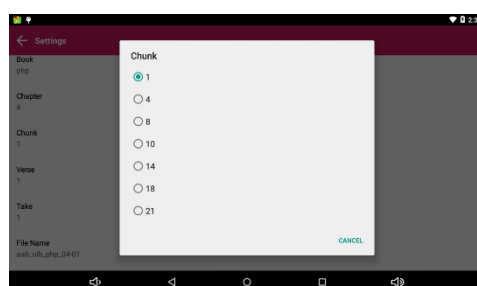 2:3
Settings
Book
php
Chapter
4
Chunk
1
Verse
1
Take
1
File Name
aab_ulb_php_04-01
Chunk
1
4
8
10
14
18
21
CANCEL